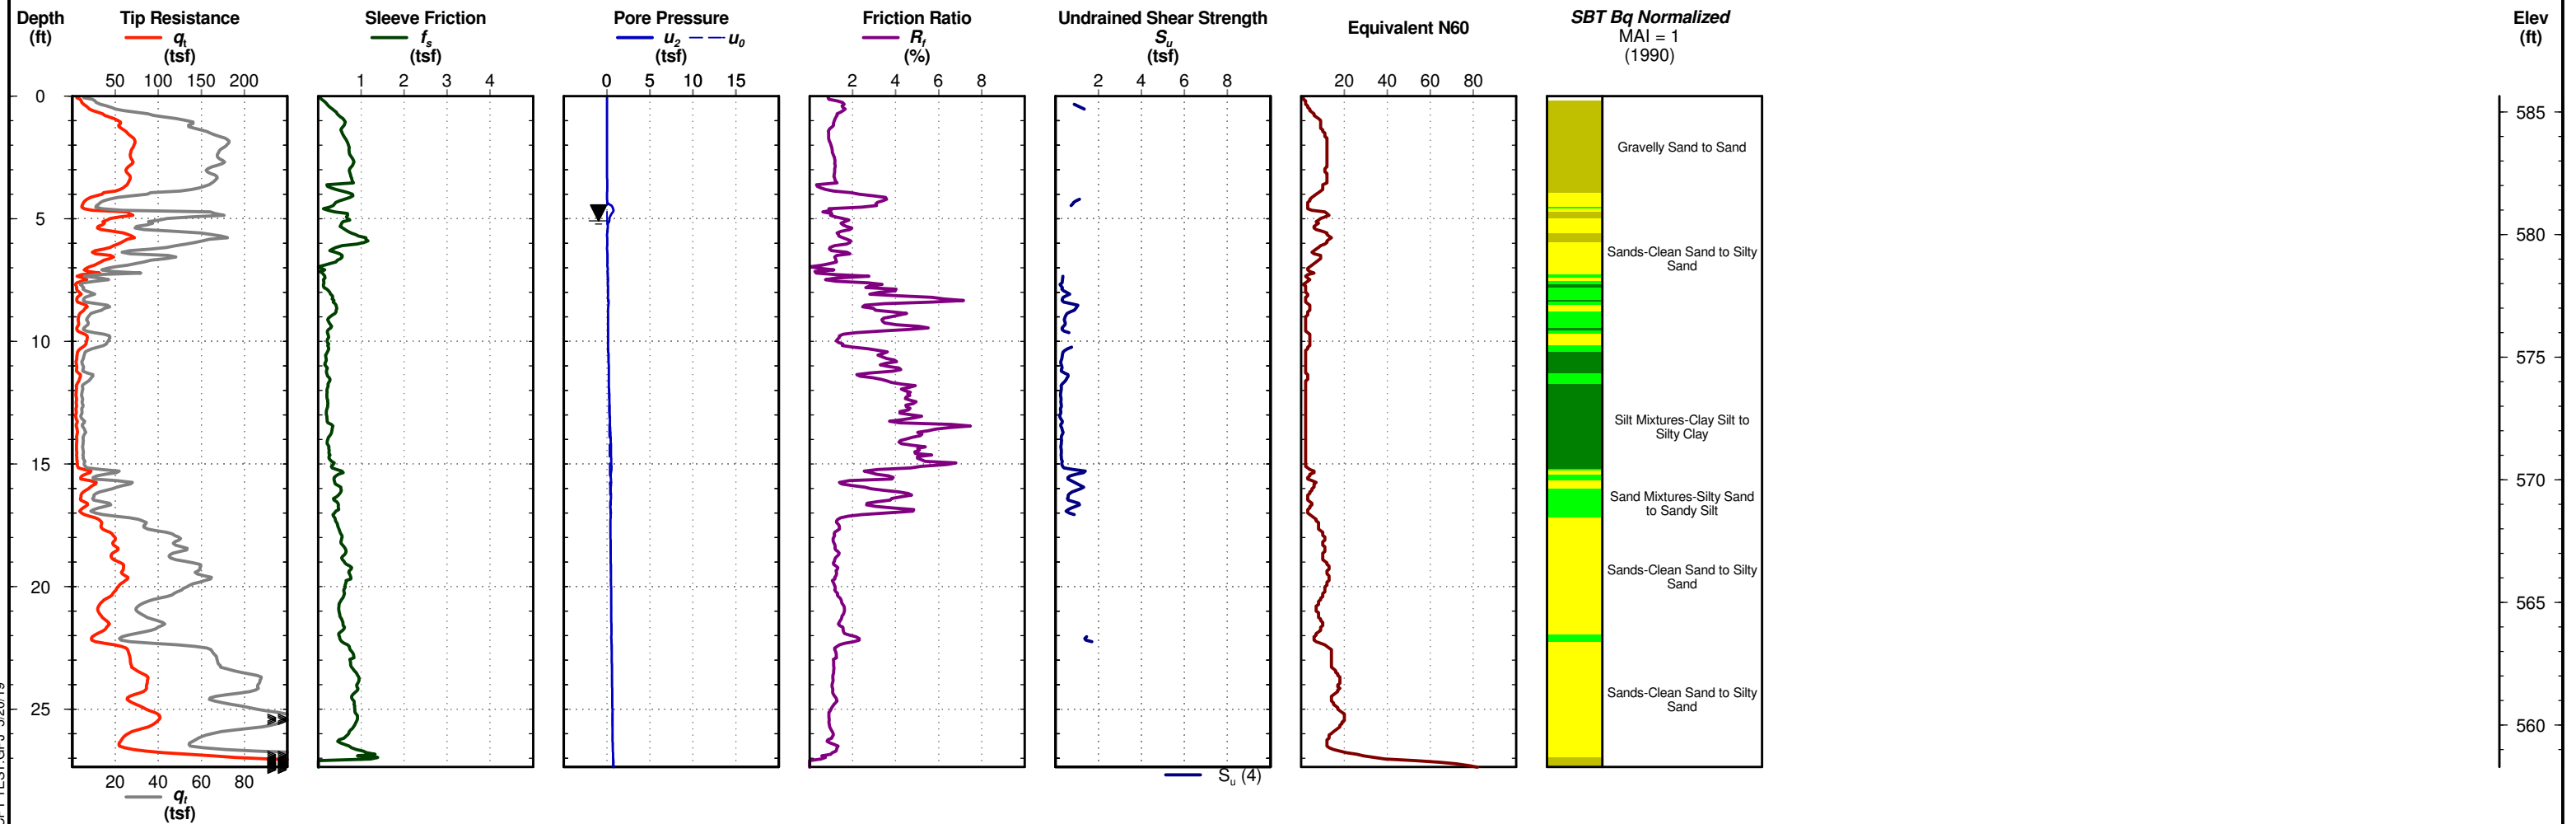 Depth
(ft)
Tip Resistance
qt
(tsf)
50 100 150 200
Sleeve Friction
fs
(tsf)
1 2 3 4
Pore Pressure
u2 u0
(tsf)
0 5 10 15
Friction Ratio
Rf
(%)
2 4 6 8
Undrained Shear Strength
Su
(tsf)
2 4 6 8
Equivalent N60
20 40 60 80
SBT Bq Normalized
MAI = 1
(1990)
Elev
(ft)
0
5
10
15
20
25
Gravelly Sand to Sand
Sands-Clean Sand to Silty
Sand
Silt Mixtures-Clay Silt to
Silty Clay
Sand Mixtures-Silty Sand
to Sandy Silt
Sands-Clean Sand to Silty
Sand
Sands-Clean Sand to Silty
Sand
585
580
575
570
565
560
20 40 60 80
qt
(tsf)
Su (4)